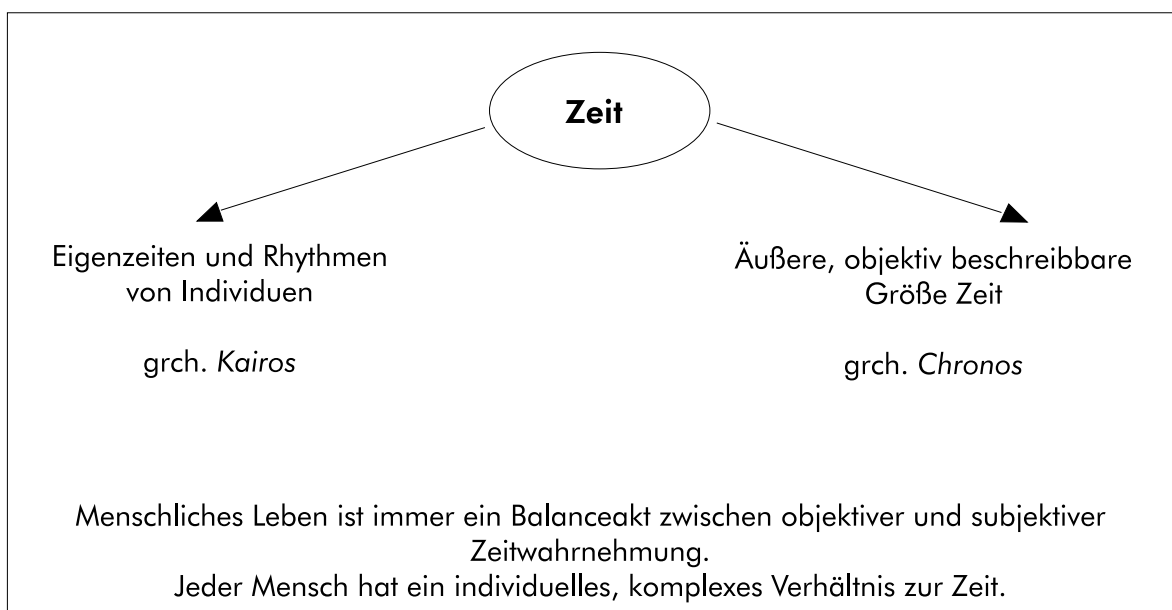 Zeit
Eigenzeiten und Rhythmen
von Individuen
grch. Kairos
Äußere, objektiv beschreibbare
Größe Zeit
grch. Chronos
Menschliches Leben ist immer ein Balanceakt zwischen objektiver und subjektiver
Zeitwahrnehmung.
Jeder Mensch hat ein individuelles, komplexes Verhältnis zur Zeit.